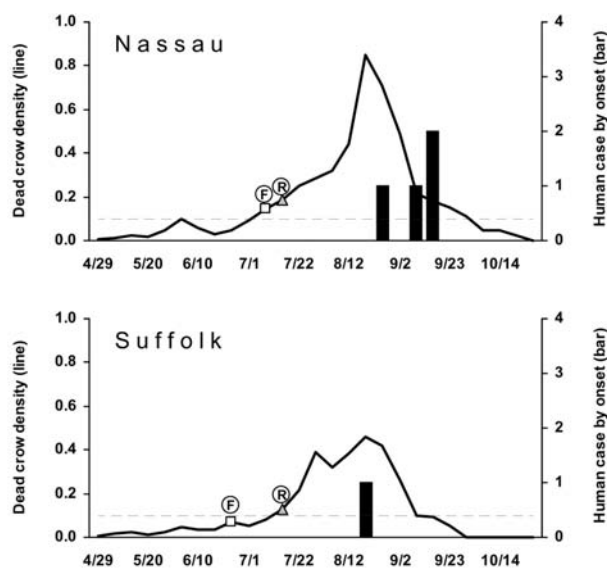 Nassau
Dead crow density (line)
1.0
0.8
0.6
0.4
0.2
0.0
Human case by onset (bar)
4
3
2
1
0
F
R
4/29 5/20 6/10 7/1 7/22 8/12 9/2 9/23 10/14
Suffolk
Dead crow density (line)
1.0
0.8
0.6
0.4
0.2
0.0
Human case by onset (bar)
4
3
2
1
0
F
R
4/29 5/20 6/10 7/1 7/22 8/12 9/2 9/23 10/14